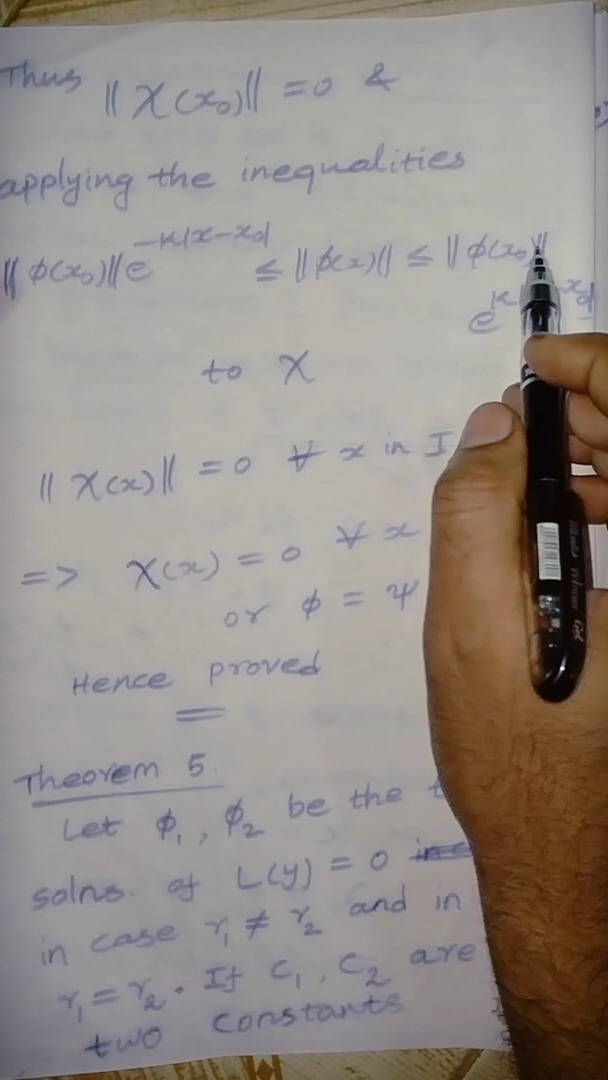 Thus ‖χ(x₀)‖ = 0 &
applying the inequalities
‖φ(x₀)‖e^{-k|x-x₀|} ≤ ‖φ(x)‖ ≤ ‖φ(x₀)‖
e^{k x₀|}
to χ
‖χ(x)‖ = 0 ∀ x in I
=> χ(x) = 0 ∀ x
or φ = ψ
Hence proved
Theorem 5.
Let φ₁, φ₂ be the
solns. of L(y) = 0
in case r₁ ≠ r₂ and in
r₁ = r₂. If c₁, c₂ are
two constants